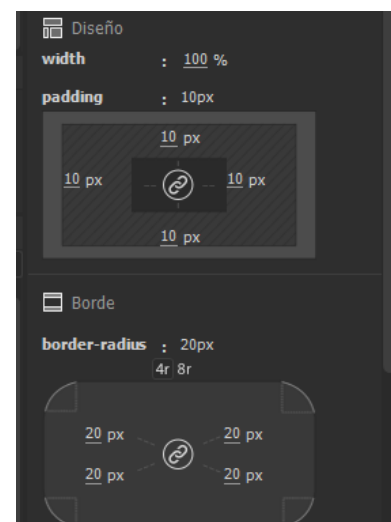 Diseño
width : 100 %
padding : 10px
10 px
10 px 10 px
10 px
Borde
border-radius : 20px
4r 8r
20 px 20 px
20 px 20 px